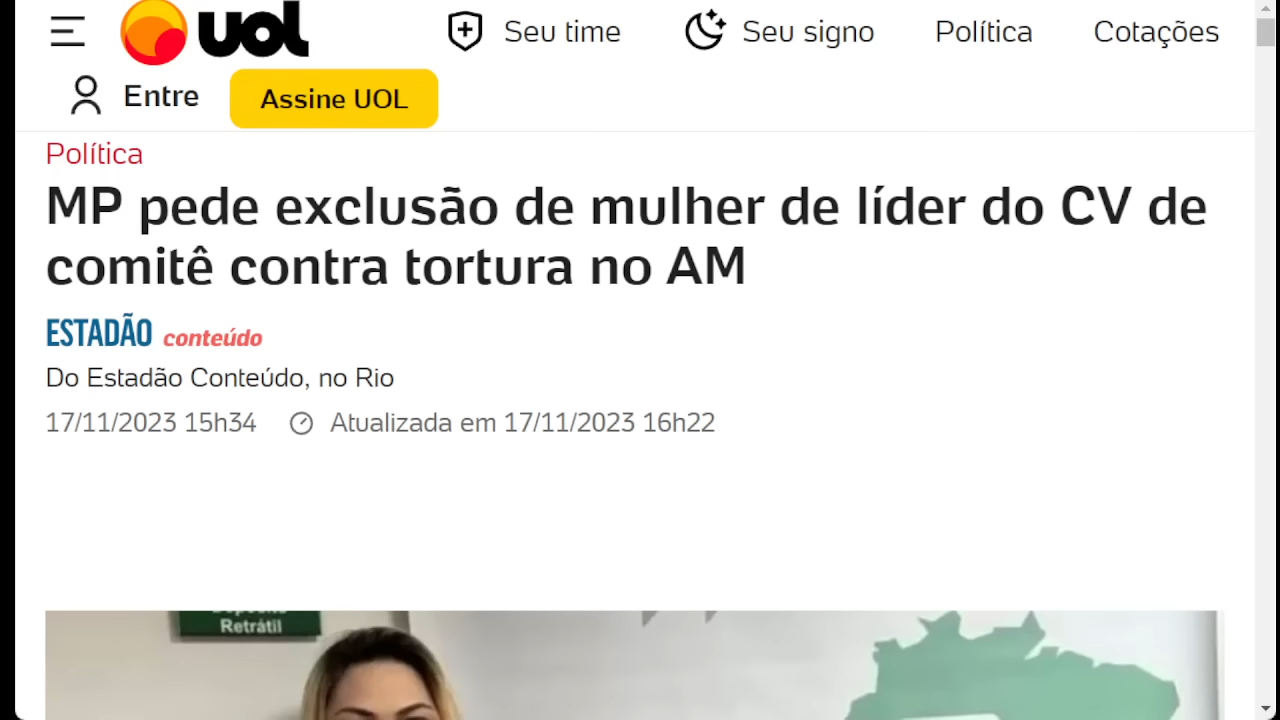 uol
Seu time
Seu signo
Política
Cotações
Entre
Assine UOL
Política
MP pede exclusão de mulher de líder do CV de
comitê contra tortura no AM
ESTADÃO conteúdo
Do Estadão Conteúdo, no Rio
17/11/2023 15h34 Atualizada em 17/11/2023 16h22
Retrátil